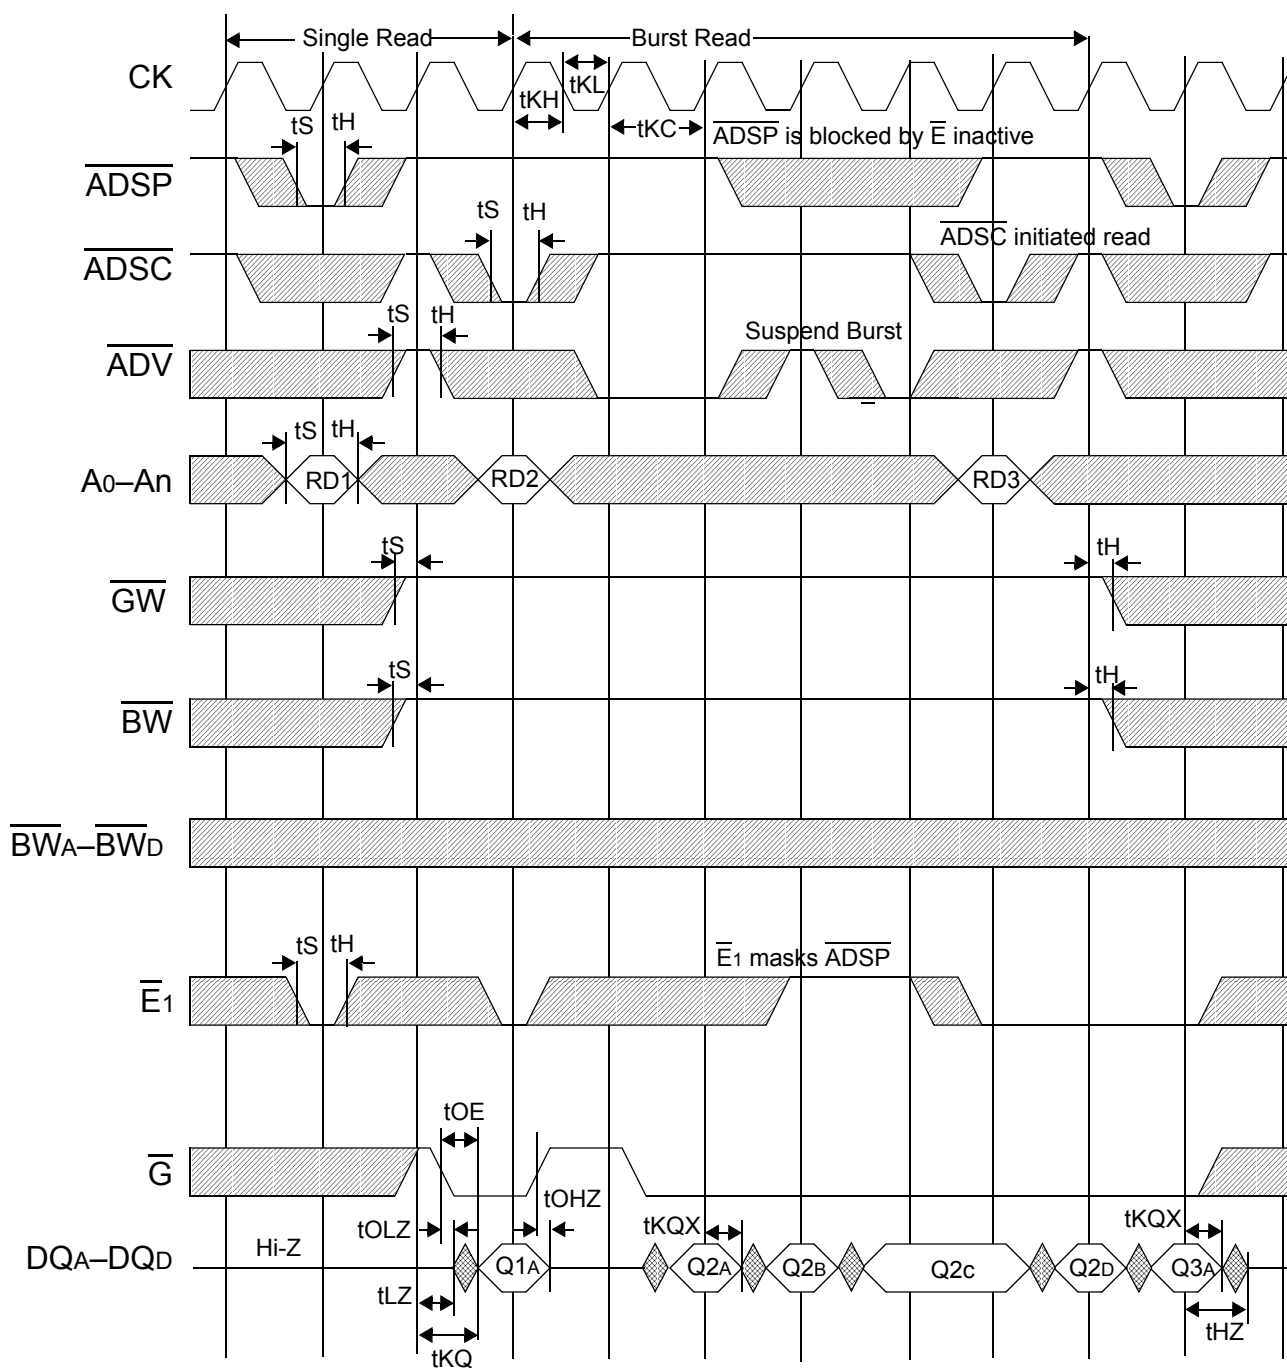 Single Read
Burst Read
CK
tKL
tKH
tKC
tS tH
ADSP is blocked by E inactive
ADSP
tS tH
ADSC initiated read
ADSC
tS tH
Suspend Burst
ADV
tS tH
A0–An
RD1
RD2
RD3
tS
tH
GW
tS
tH
BW
BWA–BWD
tS tH
E1 masks ADSP
E1
tOE
G
tOHZ
tOLZ
tKQX
tKQX
DQA–DQD
Hi-Z
Q1A
Q2A
Q2B
Q2C
Q2D
Q3A
tLZ
tHZ
tKQ